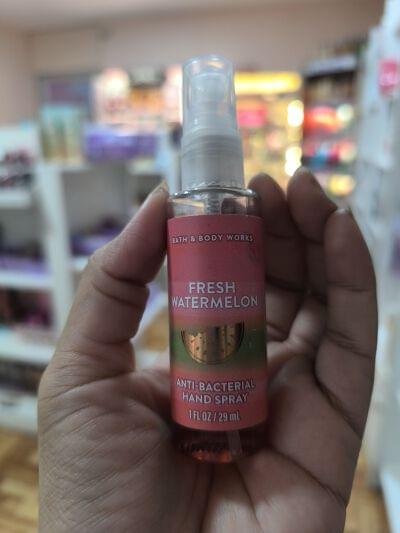 BATH & BODY WORKS
FRESH
WATERMELON
ANTI-BACTERIAL
HAND SPRAY
1 FL OZ / 29 mL